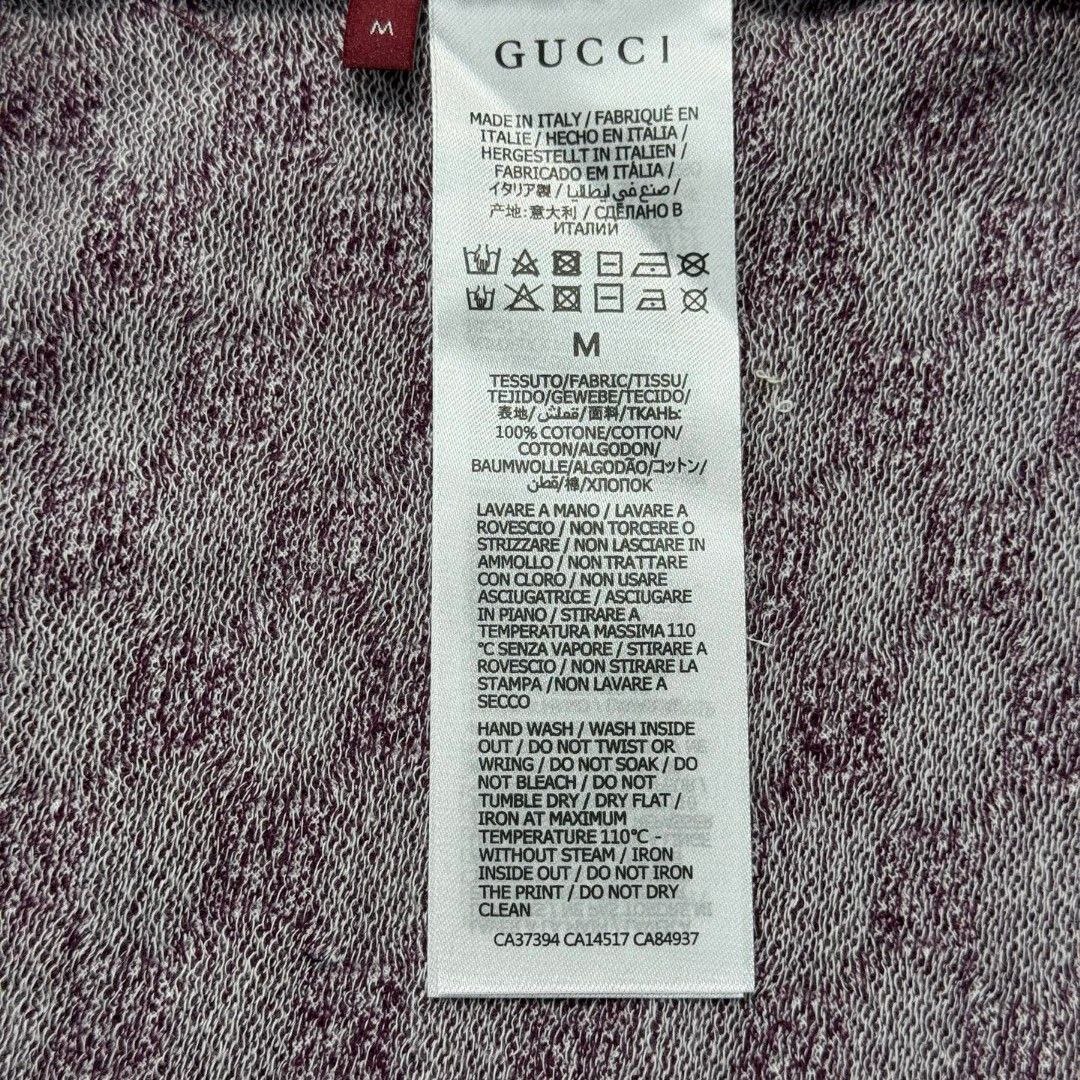 M
GUCCI
MADE IN ITALY / FABRIQUÉ EN
ITALIE / HECHO EN ITALIA /
HERGESTELLT IN ITALIEN /
FABRICADO EM ITÁLIA /
イタリア製 / صنع في ايطاليا /
产地:意大利 / СДЕЛАНО В
ИТАЛИИ
M
TESSUTO/FABRIC/TISSU/
TEJIDO/GEWEBE/TECIDO/
表地/قماش/面料/ТКАНЬ:
100% COTONE/COTTON/
COTON/ALGODON/
BAUMWOLLE/ALGODÃO/コットン/
قطن/棉/ХЛОПОК
LAVARE A MANO / LAVARE A
ROVESCIO / NON TORCERE O
STRIZZARE / NON LASCIARE IN
AMMOLLO / NON TRATTARE
CON CLORO / NON USARE
ASCIUGATRICE / ASCIUGARE
IN PIANO / STIRARE A
TEMPERATURA MASSIMA 110
°C SENZA VAPORE / STIRARE A
ROVESCIO / NON STIRARE LA
STAMPA /NON LAVARE A
SECCO
HAND WASH / WASH INSIDE
OUT / DO NOT TWIST OR
WRING / DO NOT SOAK / DO
NOT BLEACH / DO NOT
TUMBLE DRY / DRY FLAT /
IRON AT MAXIMUM
TEMPERATURE 110°C -
WITHOUT STEAM / IRON
INSIDE OUT / DO NOT IRON
THE PRINT / DO NOT DRY
CLEAN
CA37394 CA14517 CA84937